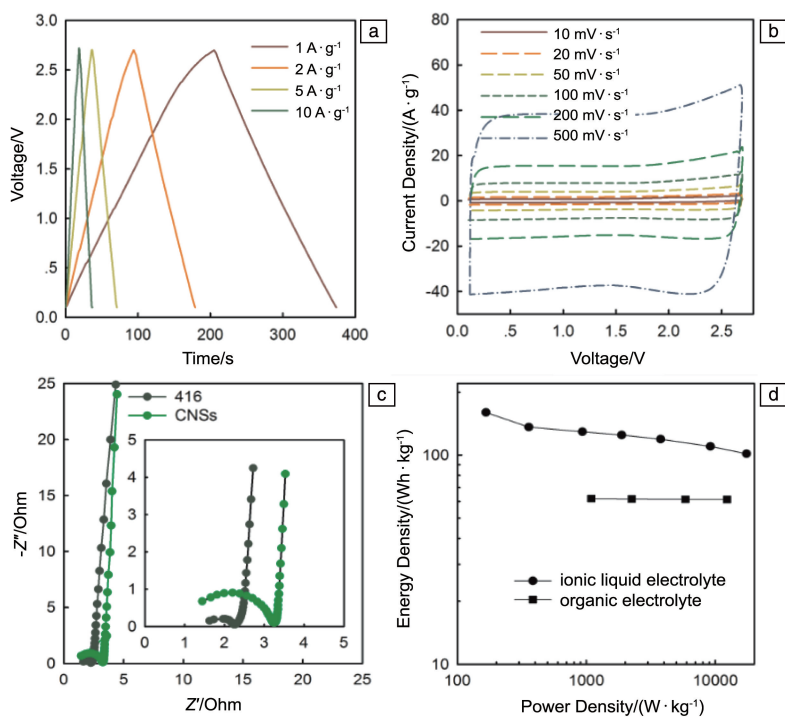 a
3.0
2.5
2.0
1.5
1.0
.5
0.0
Voltage/V
1 A·g⁻¹
2 A·g⁻¹
5 A·g⁻¹
10 A·g⁻¹
0 100 200 300 400
Time/s
b
80
60
40
20
0
-20
-40
Current Density/(A·g⁻¹)
10 mV·s⁻¹
20 mV·s⁻¹
50 mV·s⁻¹
100 mV·s⁻¹
200 mV·s⁻¹
500 mV·s⁻¹
0.0 .5 1.0 1.5 2.0 2.5
Voltage/V
c
25
20
15
10
5
0
-Z″/Ohm
416
CNSs
5
4
3
2
1
0
0 1 2 3 4 5
0 5 10 15 20 25
Z′/Ohm
d
100
10
Energy Density/(Wh·kg⁻¹)
ionic liquid electrolyte
organic electrolyte
100 1000 10000
Power Density/(W·kg⁻¹)